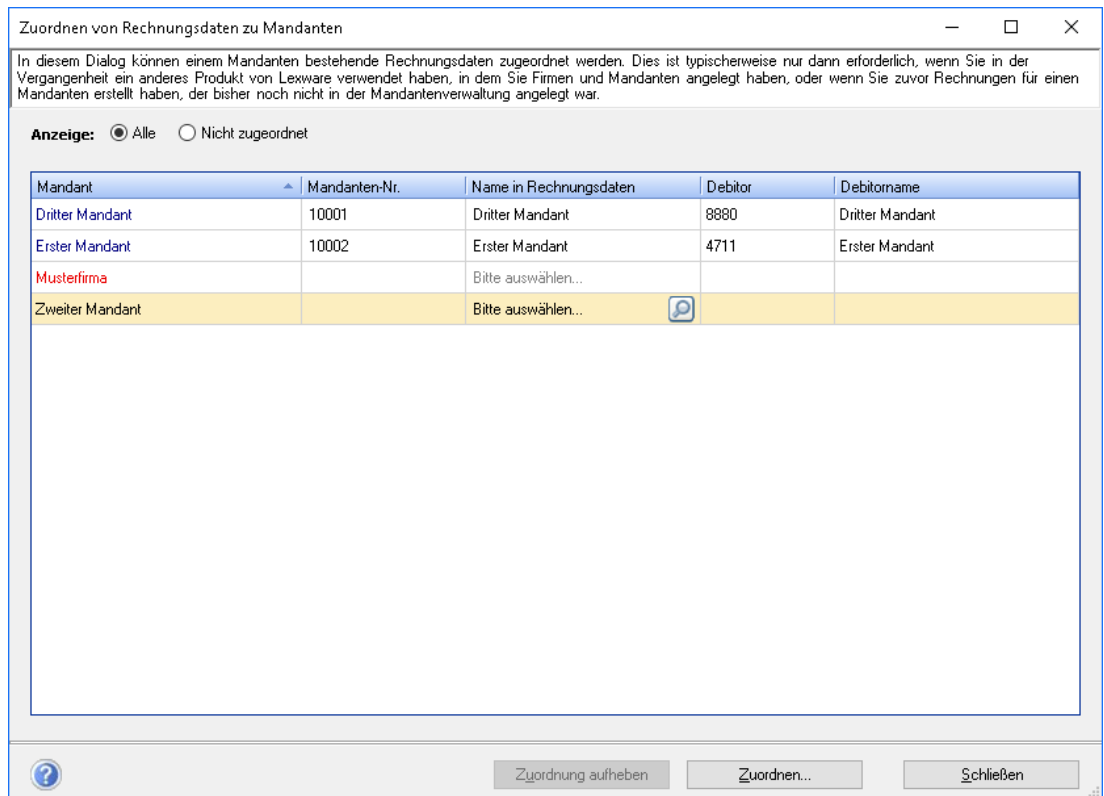 Zuordnen von Rechnungsdaten zu Mandanten
In diesem Dialog können einem Mandanten bestehende Rechnungsdaten zugeordnet werden. Dies ist typischerweise nur dann erforderlich, wenn Sie in der
Vergangenheit ein anderes Produkt von Lexware verwendet haben, in dem Sie Firmen und Mandanten angelegt haben, oder wenn Sie zuvor Rechnungen für einen
Mandanten erstellt haben, der bisher noch nicht in der Mandantenverwaltung angelegt war.
Anzeige: Alle Nicht zugeordnet
Mandant Mandanten-Nr. Name in Rechnungsdaten Debitor Debitorname
Dritter Mandant 10001 Dritter Mandant 8880 Dritter Mandant
Erster Mandant 10002 Erster Mandant 4711 Erster Mandant
Musterfirma Bitte auswählen...
Zweiter Mandant Bitte auswählen...
? Zuordnung aufheben Zuordnen... Schließen